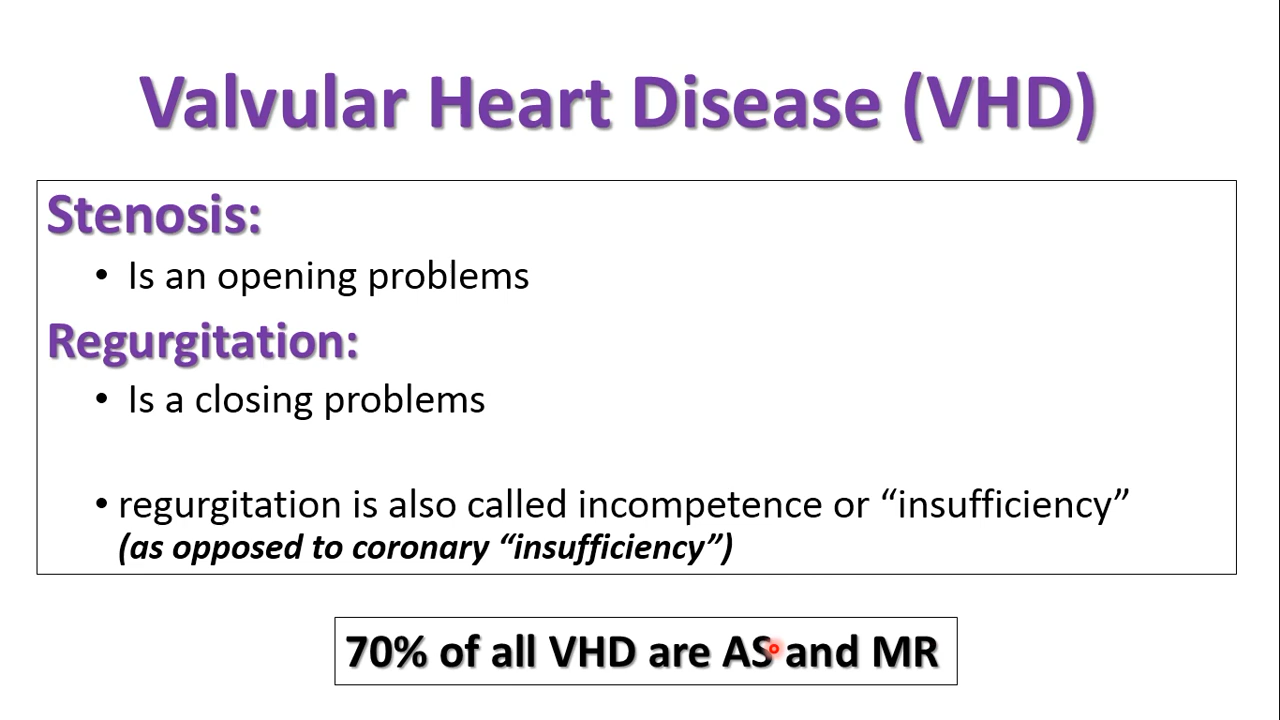 Valvular Heart Disease (VHD)
Stenosis:
• Is an opening problems
Regurgitation:
• Is a closing problems
• regurgitation is also called incompetence or “insufficiency”
(as opposed to coronary “insufficiency”)
70% of all VHD are AS and MR